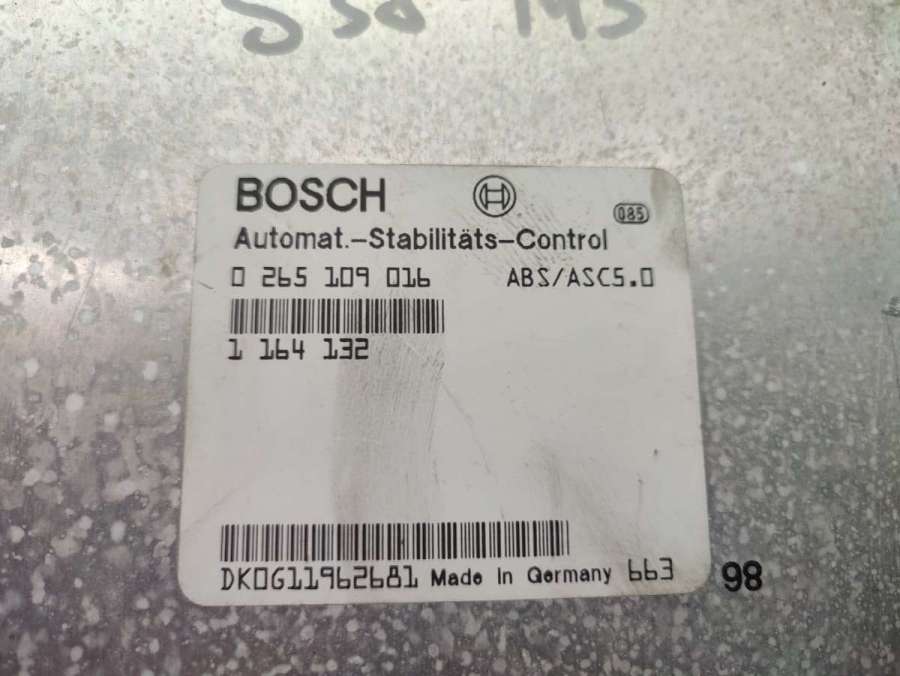 BOSCH
085
Automat.-Stabilitäts-Control
0 265 109 016 ABS/ASC5.0
1 164 132
DK0G11962681 Made In Germany 663
98